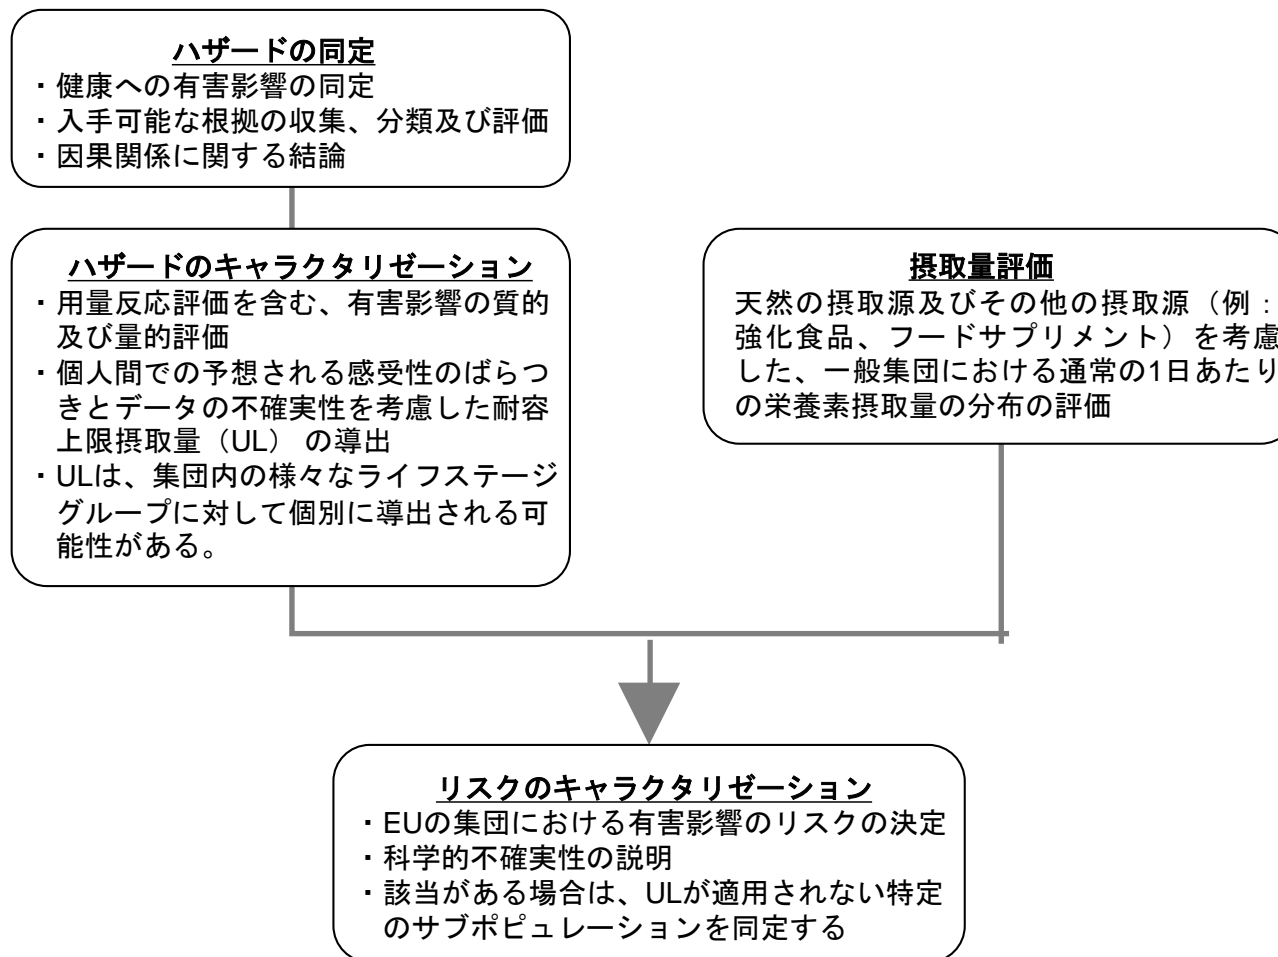 ハザードの同定
・健康への有害影響の同定
・入手可能な根拠の収集、分類及び評価
・因果関係に関する結論
ハザードのキャラクタリゼーション
・用量反応評価を含む、有害影響の質的
及び量的評価
・個人間での予想される感受性のばらつ
きとデータの不確実性を考慮した耐容
上限摂取量（UL） の導出
・ULは、集団内の様々なライフステージ
グループに対して個別に導出される可
能性がある。
摂取量評価
天然の摂取源及びその他の摂取源（例：
強化食品、フードサプリメント）を考慮
した、一般集団における通常の1日あたり
の栄養素摂取量の分布の評価
リスクのキャラクタリゼーション
・EUの集団における有害影響のリスクの決定
・科学的不確実性の説明
・該当がある場合は、ULが適用されない特定
のサブポピュレーションを同定する